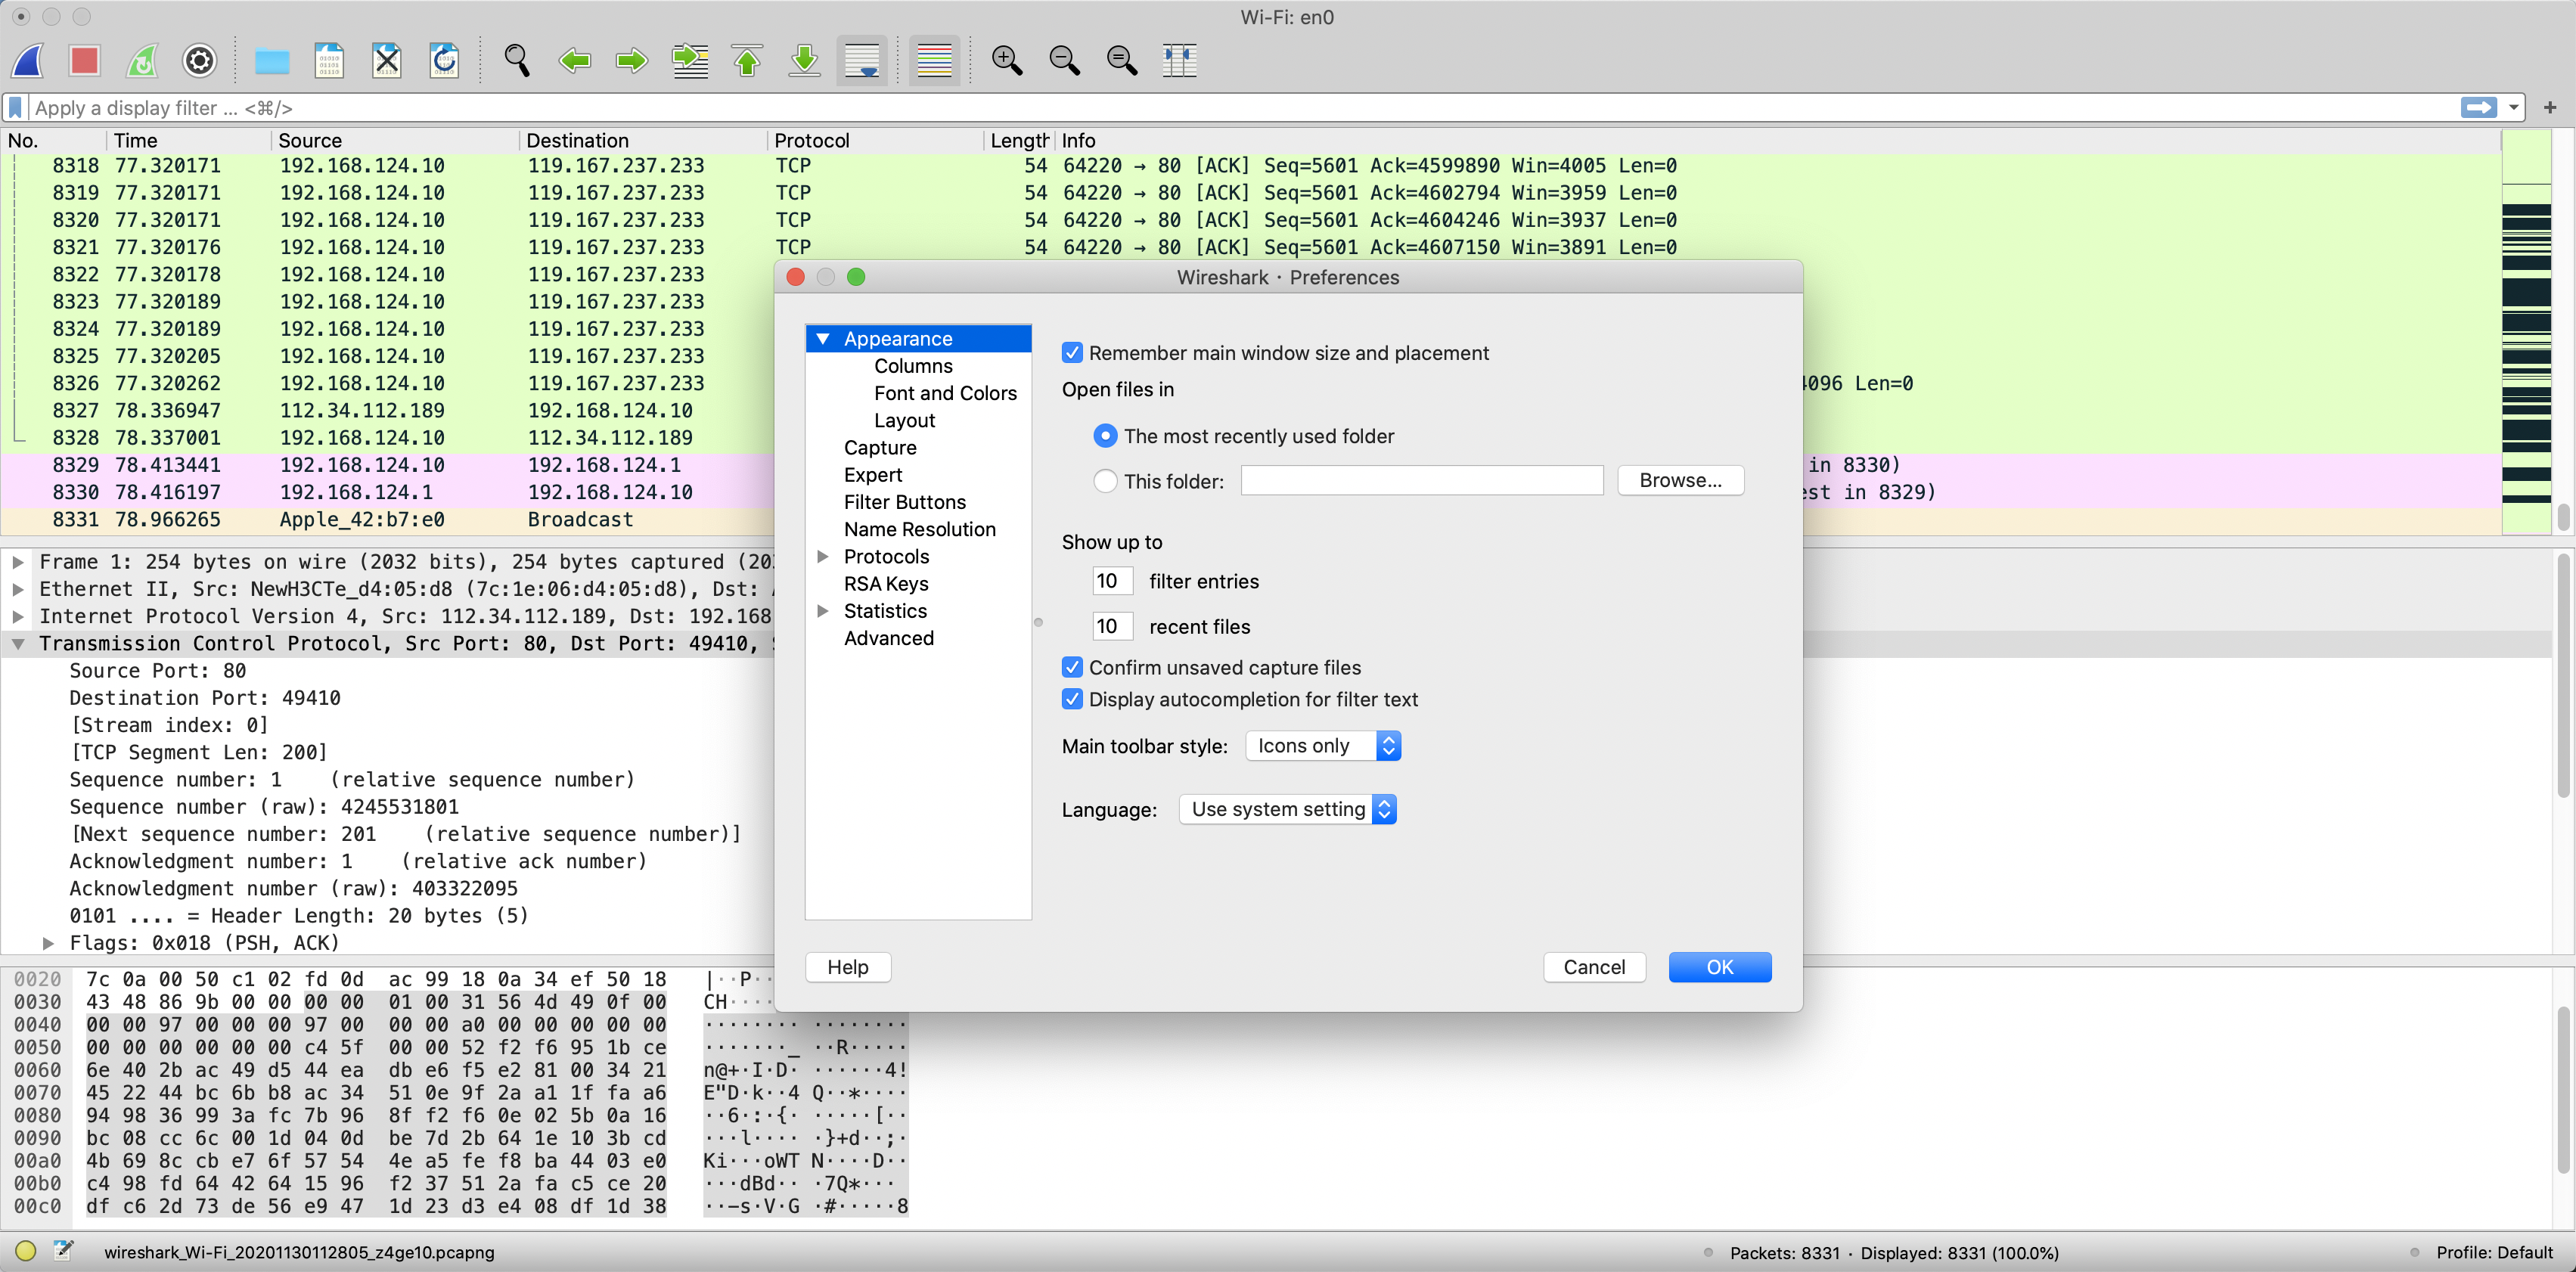 Wi-Fi: en0
Apply a display filter ... <⌘/>
No. Time Source Destination Protocol Length Info
8318 77.320171 192.168.124.10 119.167.237.233 TCP 54 64220 → 80 [ACK] Seq=5601 Ack=4599890 Win=4005 Len=0
8319 77.320171 192.168.124.10 119.167.237.233 TCP 54 64220 → 80 [ACK] Seq=5601 Ack=4602794 Win=3959 Len=0
8320 77.320171 192.168.124.10 119.167.237.233 TCP 54 64220 → 80 [ACK] Seq=5601 Ack=4604246 Win=3937 Len=0
8321 77.320176 192.168.124.10 119.167.237.233 TCP 54 64220 → 80 [ACK] Seq=5601 Ack=4607150 Win=3891 Len=0
8322 77.320178 192.168.124.10 119.167.237.233
8323 77.320189 192.168.124.10 119.167.237.233
8324 77.320189 192.168.124.10 119.167.237.233
8325 77.320205 192.168.124.10 119.167.237.233
8326 77.320262 192.168.124.10 119.167.237.233 4096 Len=0
8327 78.336947 112.34.112.189 192.168.124.10
8328 78.337001 192.168.124.10 112.34.112.189
8329 78.413441 192.168.124.10 192.168.124.1 in 8330)
8330 78.416197 192.168.124.1 192.168.124.10 est in 8329)
8331 78.966265 Apple_42:b7:e0 Broadcast
Frame 1: 254 bytes on wire (2032 bits), 254 bytes captured (20
Ethernet II, Src: NewH3CTe_d4:05:d8 (7c:1e:06:d4:05:d8), Dst:
Internet Protocol Version 4, Src: 112.34.112.189, Dst: 192.168
Transmission Control Protocol, Src Port: 80, Dst Port: 49410,
Source Port: 80
Destination Port: 49410
[Stream index: 0]
[TCP Segment Len: 200]
Sequence number: 1 (relative sequence number)
Sequence number (raw): 4245531801
[Next sequence number: 201 (relative sequence number)]
Acknowledgment number: 1 (relative ack number)
Acknowledgment number (raw): 403322095
0101 .... = Header Length: 20 bytes (5)
Flags: 0x018 (PSH, ACK)
0020 7c 0a 00 50 c1 02 fd 0d ac 99 18 0a 34 ef 50 18 |··P··
0030 43 48 86 9b 00 00 00 00 01 00 31 56 4d 49 0f 00 CH····
0040 00 00 97 00 00 00 97 00 00 00 a0 00 00 00 00 00 ········ ········
0050 00 00 00 00 00 00 c4 5f 00 00 52 f2 f6 95 1b ce ·······_ ··R·····
0060 6e 40 2b ac 49 d5 44 ea db e6 f5 e2 81 00 34 21 n@+·I·D· ······4!
0070 45 22 44 bc 6b b8 ac 34 51 0e 9f 2a a1 1f fa a6 E"D·k··4 Q··*····
0080 94 98 36 99 3a fc 7b 96 8f f2 f6 0e 02 5b 0a 16 ··6·:·{· ·····[··
0090 bc 08 cc 6c 00 1d 04 0d be 7d 2b 64 1e 10 3b cd ···l···· ·}+d··;·
00a0 4b 69 8c cb e7 6f 57 54 4e a5 fe f8 ba 44 03 e0 Ki···oWT N····D··
00b0 c4 98 fd 64 42 64 15 96 f2 37 51 2a fa c5 ce 20 ···dBd·· ·7Q*···
00c0 df c6 2d 73 de 56 e9 47 1d 23 d3 e4 08 df 1d 38 ··-s·V·G ·#·····8
Wireshark · Preferences
Appearance
Columns
Font and Colors
Layout
Capture
Expert
Filter Buttons
Name Resolution
Protocols
RSA Keys
Statistics
Advanced
Remember main window size and placement
Open files in
The most recently used folder
This folder: Browse...
Show up to
10 filter entries
10 recent files
Confirm unsaved capture files
Display autocompletion for filter text
Main toolbar style: Icons only
Language: Use system setting
Help Cancel OK
wireshark_Wi-Fi_20201130112805_z4ge10.pcapng Packets: 8331 · Displayed: 8331 (100.0%) Profile: Default